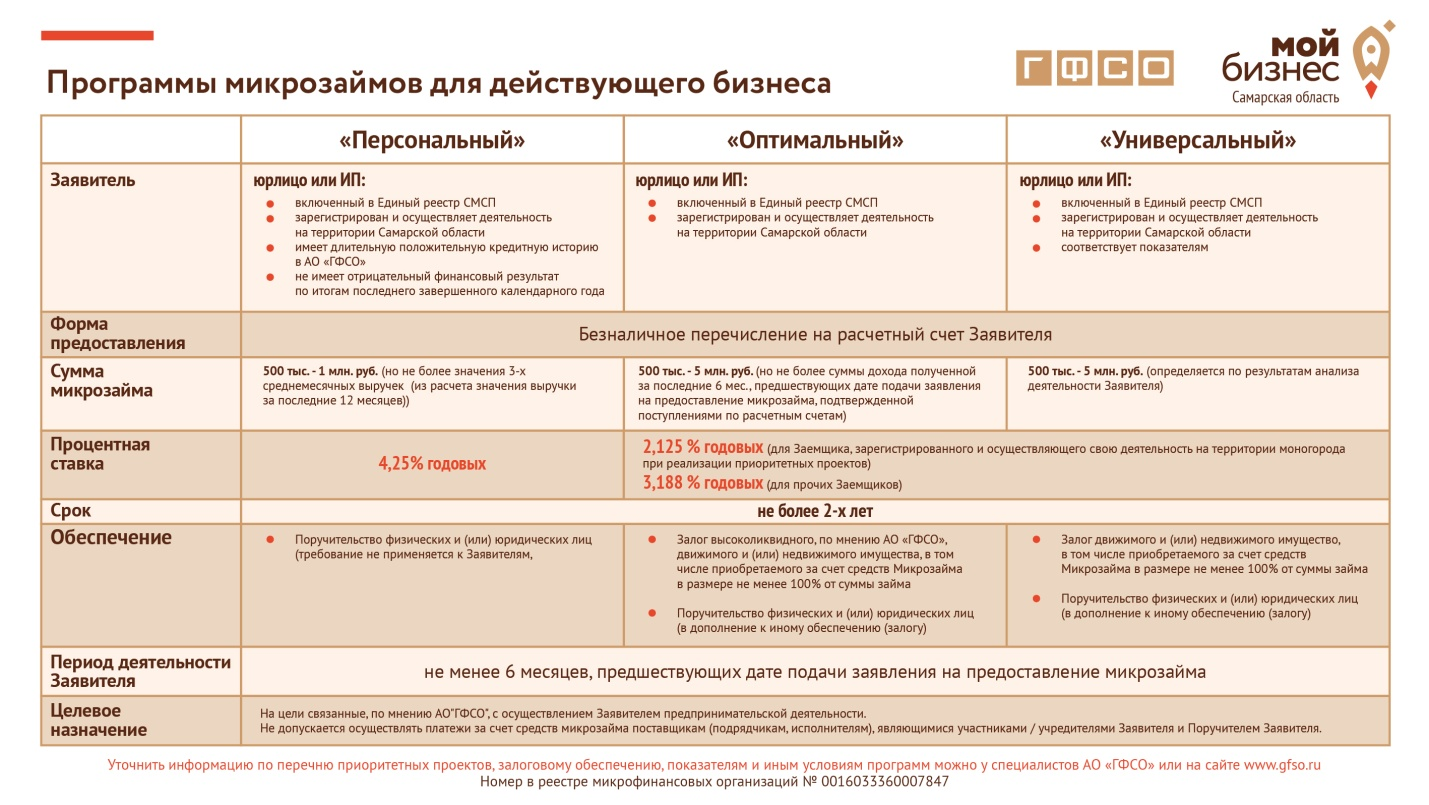 Программы микрозаймов для действующего бизнеса
ГФСО
мой
бизнес
Самарская область
«Персональный»
«Оптимальный»
«Универсальный»
Заявитель
юрлицо или ИП:
включенный в Единый реестр СМСП
зарегистрирован и осуществляет деятельность
на территории Самарской области
имеет длительную положительную кредитную историю
в АО «ГФСО»
не имеет отрицательный финансовый результат
по итогам последнего завершенного календарного года
юрлицо или ИП:
включенный в Единый реестр СМСП
зарегистрирован и осуществляет деятельность
на территории Самарской области
юрлицо или ИП:
включенный в Единый реестр СМСП
зарегистрирован и осуществляет деятельность
на территории Самарской области
соответствует показателям
Форма
предоставления
Безналичное перечисление на расчетный счет Заявителя
Сумма
микрозайма
500 тыс. - 1 млн. руб. (но не более значения 3-х
среднемесячных выручек (из расчета значения выручки
за последние 12 месяцев))
500 тыс. - 5 млн. руб. (но не более суммы дохода полученной
за последние 6 мес., предшествующих дате подачи заявления
на предоставление микрозайма, подтвержденной
поступлениями по расчетным счетам)
500 тыс. - 5 млн. руб. (определяется по результатам анализа
деятельности Заявителя)
Процентная
ставка
4,25% годовых
2,125 % годовых (для Заемщика, зарегистрированного и осуществляющего свою деятельность на территории моногорода
при реализации приоритетных проектов)
3,188 % годовых (для прочих Заемщиков)
Срок
не более 2-х лет
Обеспечение
Поручительство физических и (или) юридических лиц
(требование не применяется к Заявителям,
Залог высоколиквидного, по мнению АО «ГФСО»,
движимого и (или) недвижимого имущества, в том
числе приобретаемого за счет средств Микрозайма
в размере не менее 100% от суммы займа
Поручительство физических и (или) юридических лиц
(в дополнение к иному обеспечению (залогу)
Залог движимого и (или) недвижимого имущества,
в том числе приобретаемого за счет средств
Микрозайма в размере не менее 100% от суммы займа
Поручительство физических и (или) юридических лиц
(в дополнение к иному обеспечению (залогу)
Период деятельности
Заявителя
не менее 6 месяцев, предшествующих дате подачи заявления на предоставление микрозайма
Целевое
назначение
На цели связанные, по мнению АО"ГФСО", с осуществлением Заявителем предпринимательской деятельности.
Не допускается осуществлять платежи за счет средств микрозайма поставщикам (подрядчикам, исполнителям), являющимися участниками / учредителями Заявителя и Поручителем Заявителя.
Уточнить информацию по перечню приоритетных проектов, залоговому обеспечению, показателям и иным условиям программ можно у специалистов АО «ГФСО» или на сайте www.gfso.ru
Номер в реестре микрофинансовых организаций № 0016033360007847